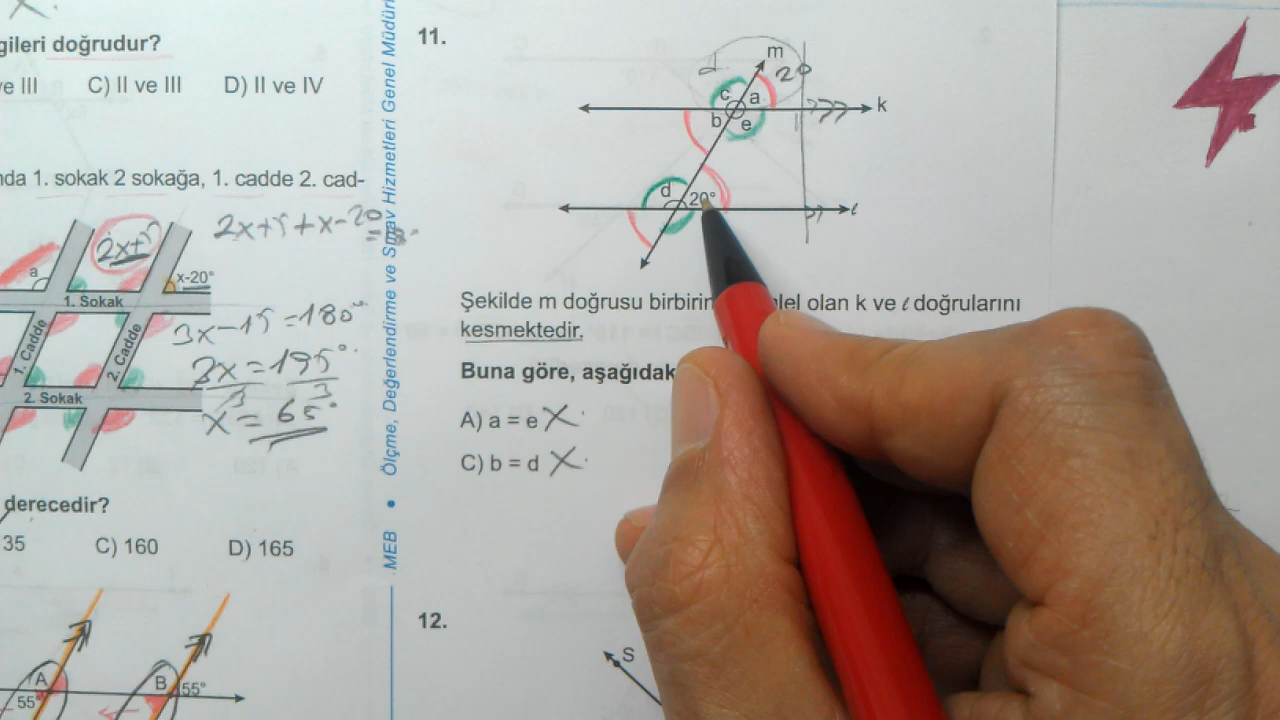 gileri doğrudur?
ve III C) II ve III D) II ve IV
nda 1. sokak 2 sokağa, 1. cadde 2. cad-
2x+5
2x+5+x-20
a
x-20°
1. Sokak
3x-15=180°
1. Cadde
2. Cadde
3x=195°
3 3
2. Sokak
x=65°
derecedir?
35 C) 160 D) 165
A
55°
B
55°
MEB • Ölçme, Değerlendirme ve Sınav Hizmetleri Genel Müdür
11.
d
m
20
c
a
k
b
e
d
20°
ℓ
Şekilde m doğrusu birbirin lel olan k ve ℓ doğrularını
kesmektedir.
Buna göre, aşağıdak
A) a = e X
C) b = d X
12.
S